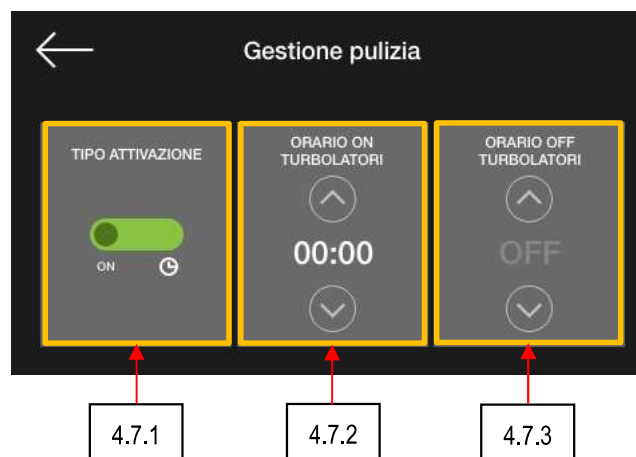 Gestione pulizia
TIPO ATTIVAZIONE
ON
ORARIO ON
TURBOLATORI
00:00
ORARIO OFF
TURBOLATORI
OFF
4.7.1
4.7.2
4.7.3